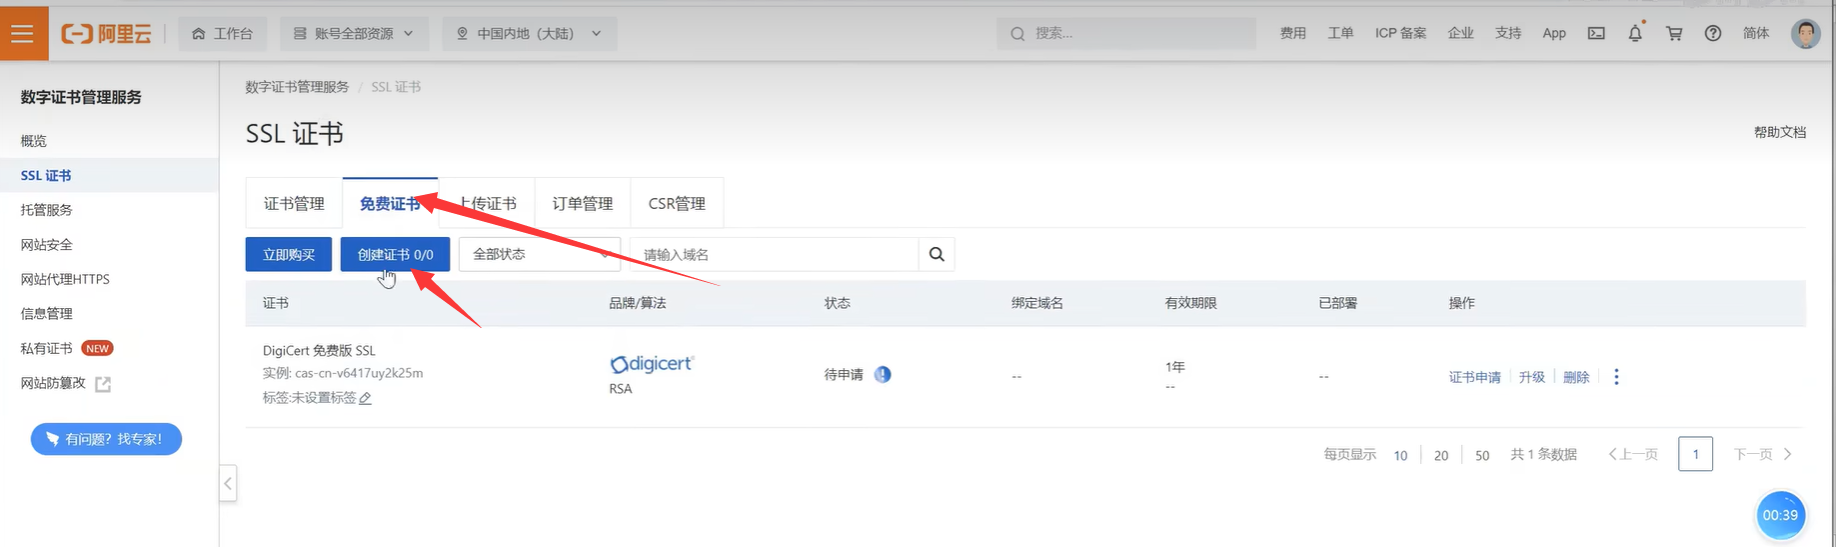 阿里云
工作台
账号全部资源
中国内地（大陆）
搜索...
费用
工单
ICP 备案
企业
支持
App
简体
数字证书管理服务
概览
SSL 证书
托管服务
网站安全
网站代理HTTPS
信息管理
私有证书 NEW
网站防篡改
有问题？找专家！
数字证书管理服务 / SSL 证书
SSL 证书
帮助文档
证书管理
免费证书
上传证书
订单管理
CSR管理
立即购买
创建证书 0/0
全部状态
请输入域名
证书
品牌/算法
状态
绑定域名
有效期限
已部署
操作
DigiCert 免费版 SSL
实例: cas-cn-v6417uy2k25m
标签:未设置标签
digicert
RSA
待申请
--
1年
--
--
证书申请
升级
删除
每页显示 10 20 50 共 1 条数据 上一页 1 下一页
00:39